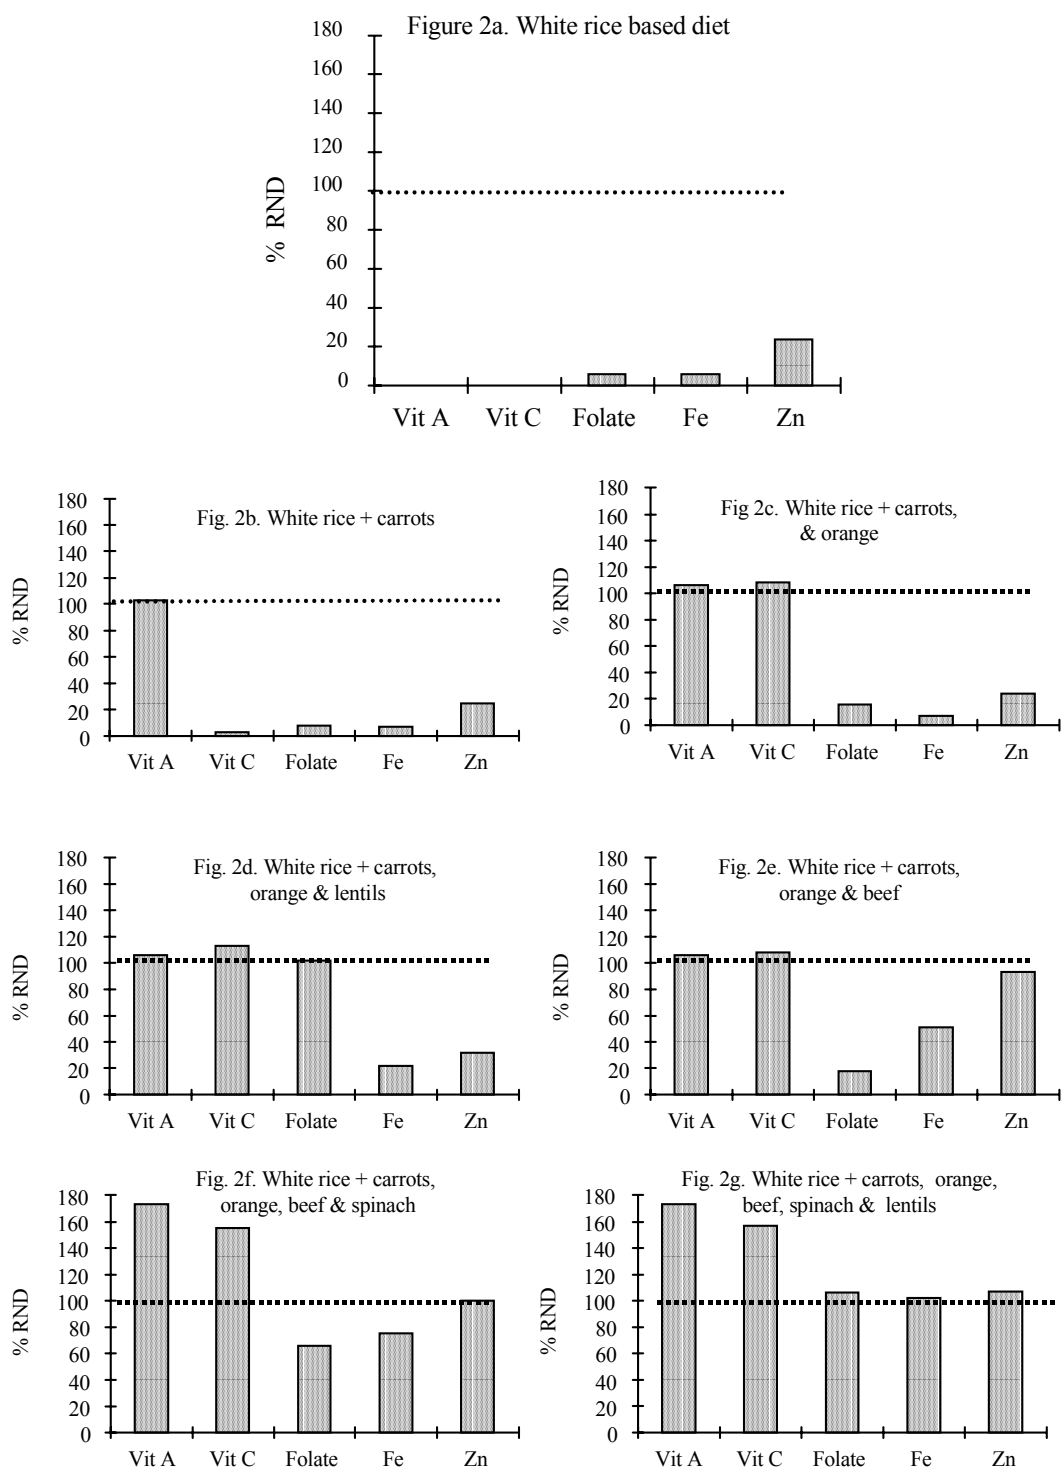 Figure 2a. White rice based diet
180
160
140
120
100
80
60
40
20
0
% RND
Vit A Vit C Folate Fe Zn
Fig. 2b. White rice + carrots
180
160
140
120
100
80
60
40
20
0
% RND
Vit A Vit C Folate Fe Zn
Fig 2c. White rice + carrots,
& orange
180
160
140
120
100
80
60
40
20
0
% RND
Vit A Vit C Folate Fe Zn
Fig. 2d. White rice + carrots,
orange & lentils
180
160
140
120
100
80
60
40
20
0
% RND
Vit A Vit C Folate Fe Zn
Fig. 2e. White rice + carrots,
orange & beef
180
160
140
120
100
80
60
40
20
0
% RND
Vit A Vit C Folate Fe Zn
Fig. 2f. White rice + carrots,
orange, beef & spinach
180
160
140
120
100
80
60
40
20
0
% RND
Vit A Vit C Folate Fe Zn
Fig. 2g. White rice + carrots, orange,
beef, spinach & lentils
180
160
140
120
100
80
60
40
20
0
% RND
Vit A Vit C Folate Fe Zn